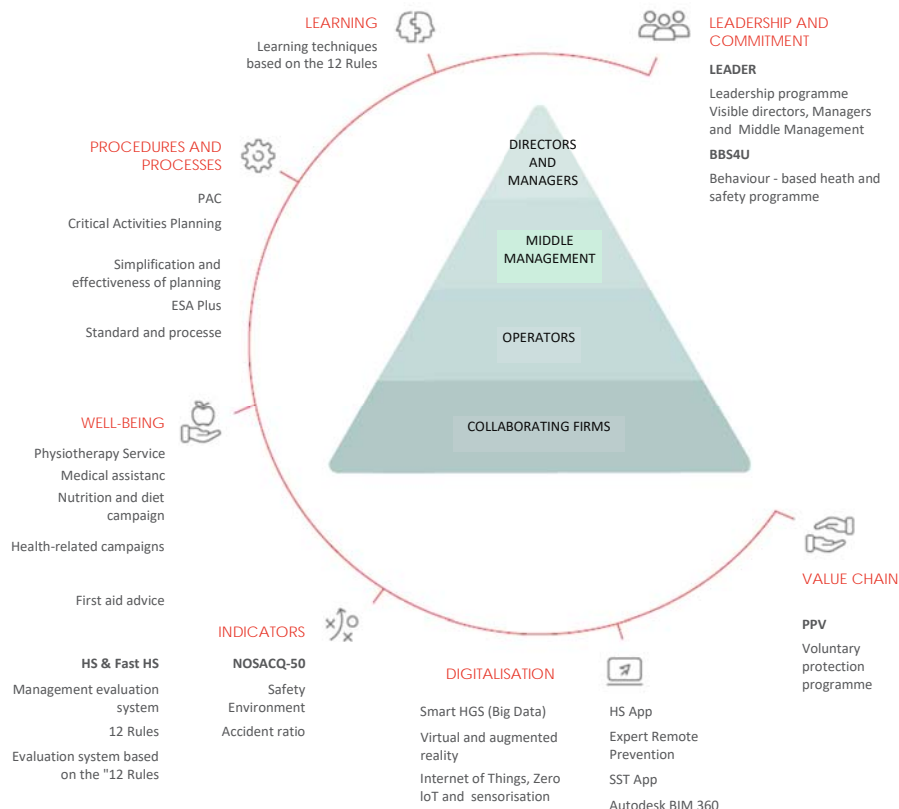 LEARNING
Learning techniques
based on the 12 Rules
LEADERSHIP AND
COMMITMENT
LEADER
Leadership programme
Visible directors, Managers
and Middle Management
BBS4U
Behaviour - based heath and
safety programme
PROCEDURES AND
PROCESSES
PAC
Critical Activities Planning
Simplification and
effectiveness of planning
ESA Plus
Standard and processe
DIRECTORS
AND
MANAGERS
MIDDLE
MANAGEMENT
OPERATORS
COLLABORATING FIRMS
WELL-BEING
Physiotherapy Service
Medical assistanc
Nutrition and diet
campaign
Health-related campaigns
First aid advice
INDICATORS
HS & Fast HS
Management evaluation
system
12 Rules
Evaluation system based
on the "12 Rules
NOSACQ-50
Safety
Environment
Accident ratio
DIGITALISATION
Smart HGS (Big Data)
Virtual and augmented
reality
Internet of Things, Zero
loT and sensorisation
HS App
Expert Remote
Prevention
SST App
Autodesk BIM 360
VALUE CHAIN
PPV
Voluntary
protection
programme